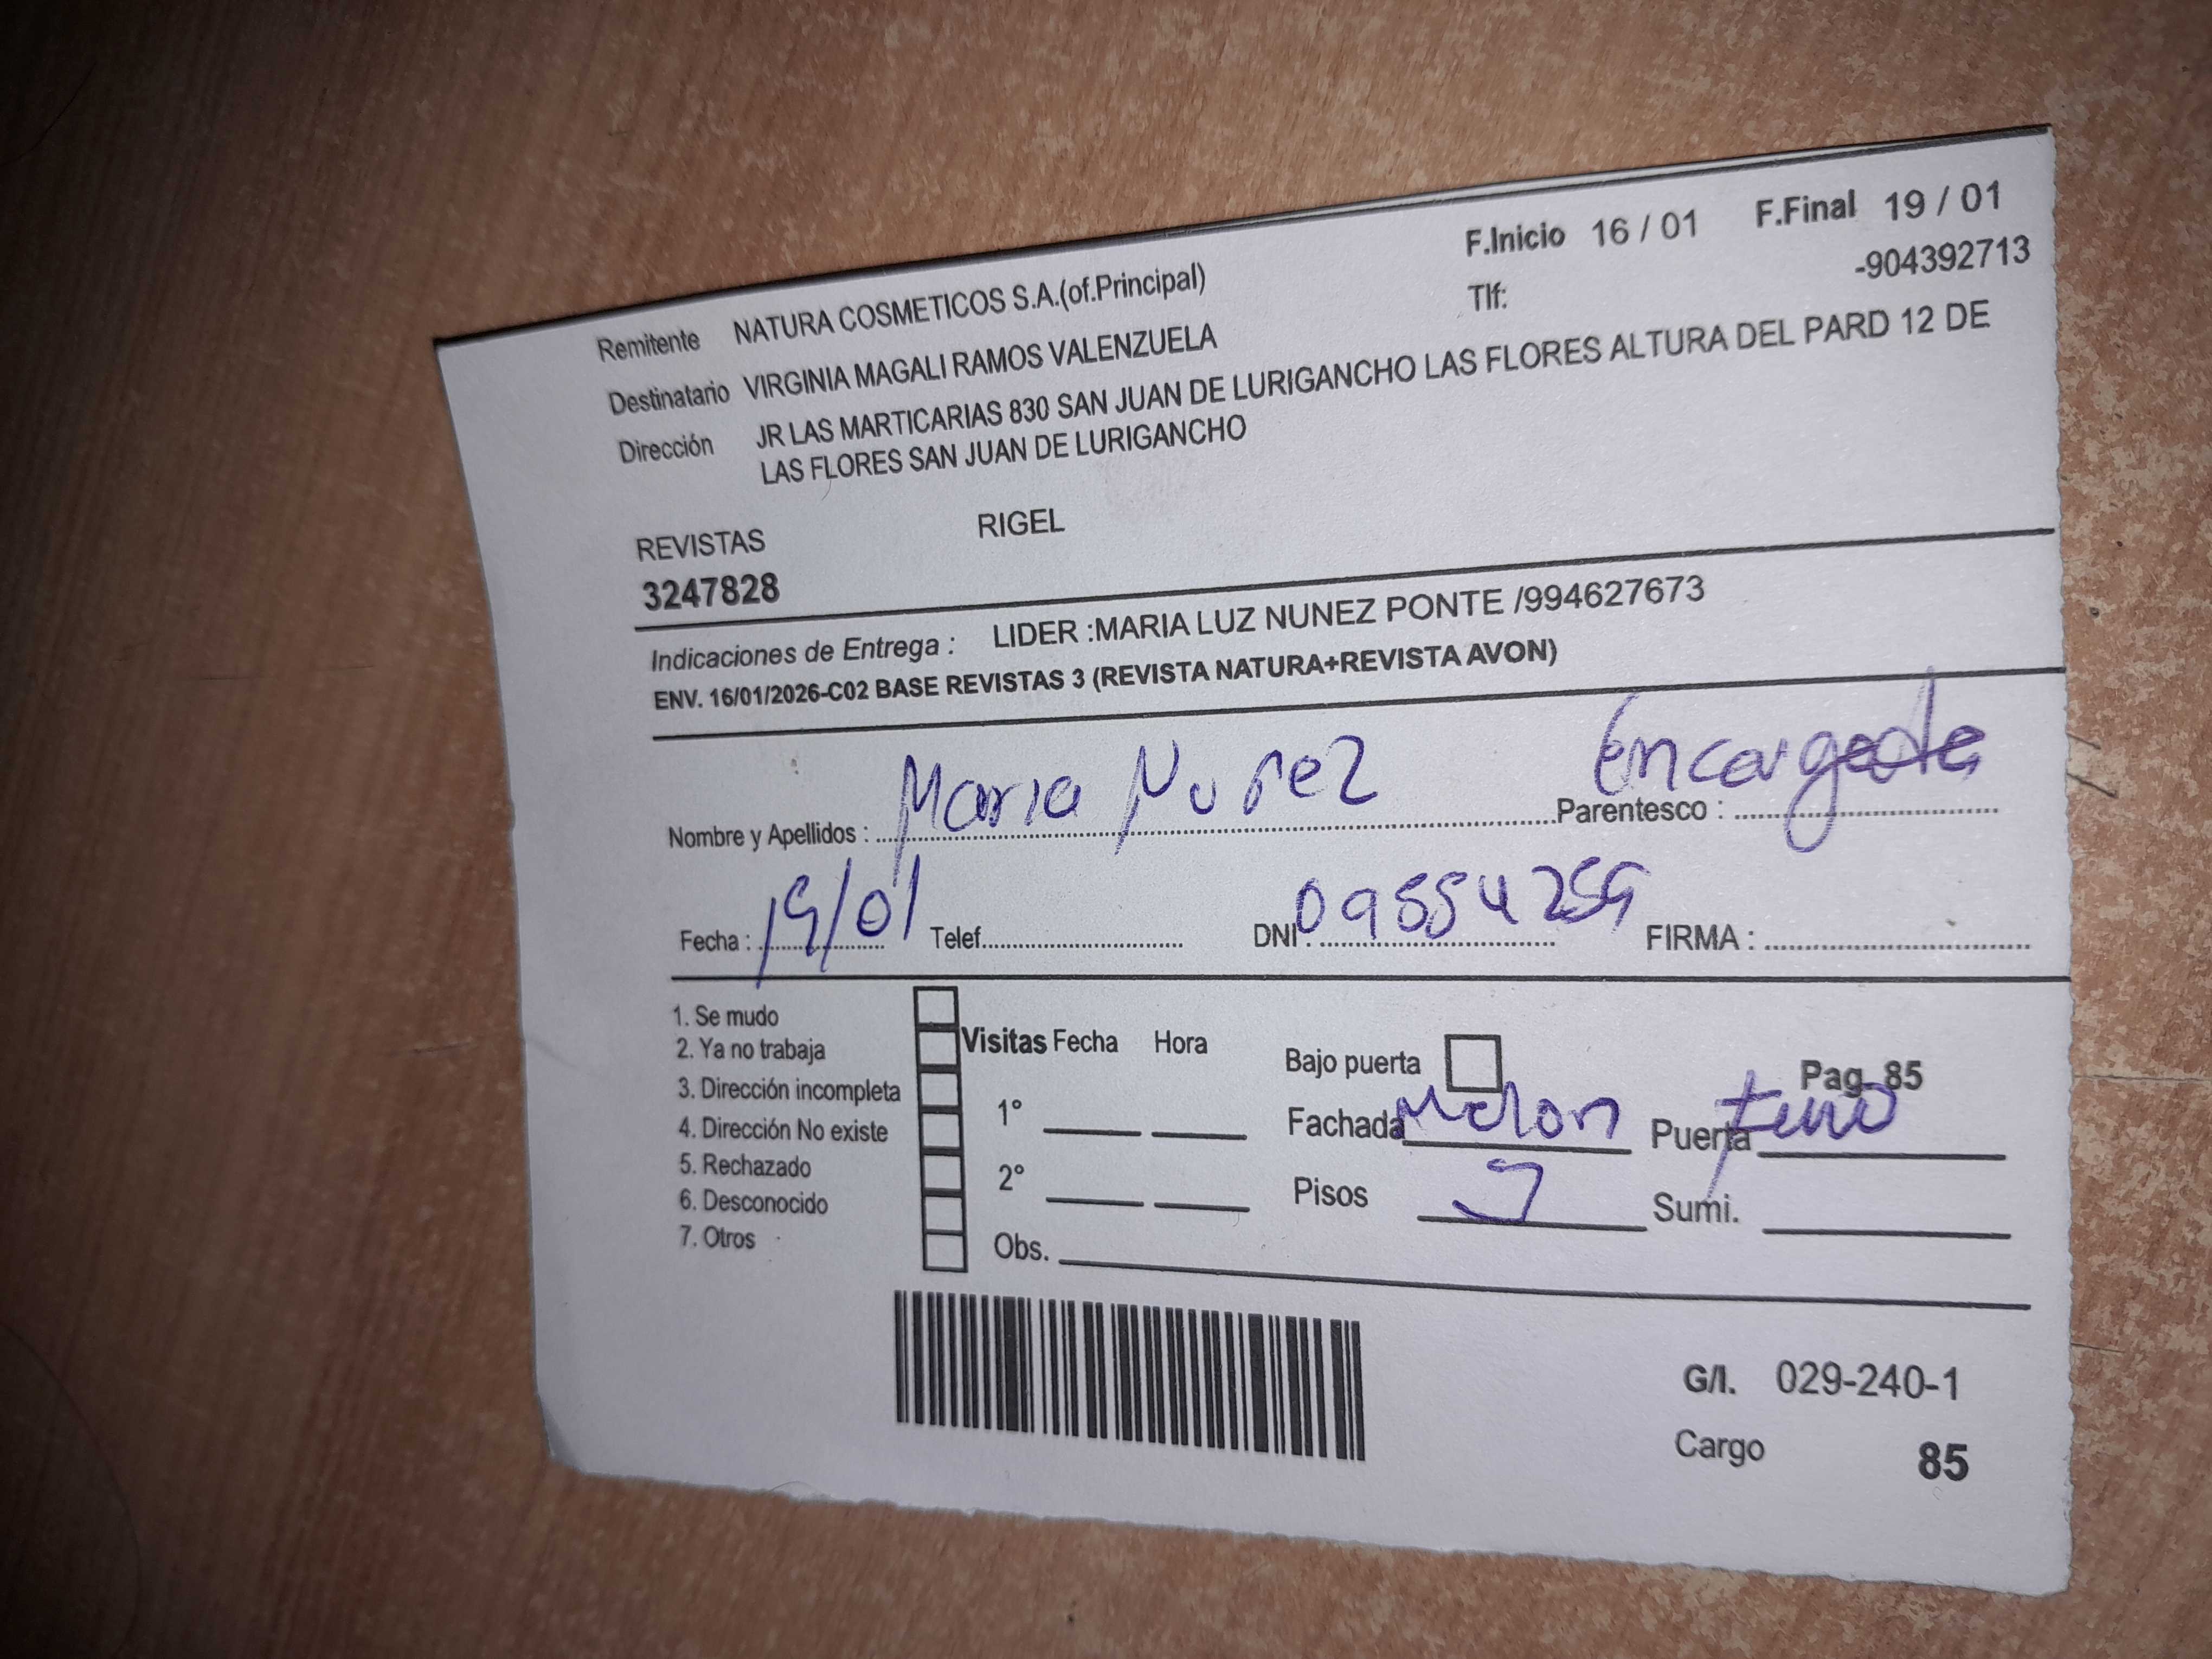 F.Inicio 16 / 01 F.Final 19 / 01
Remitente NATURA COSMETICOS S.A.(of.Principal) Tlf: -904392713
Destinatario VIRGINIA MAGALI RAMOS VALENZUELA
Dirección JR LAS MARTICARIAS 830 SAN JUAN DE LURIGANCHO LAS FLORES ALTURA DEL PARD 12 DE
LAS FLORES SAN JUAN DE LURIGANCHO
REVISTAS RIGEL
3247828
Indicaciones de Entrega : LIDER :MARIA LUZ NUNEZ PONTE /994627673
ENV. 16/01/2026-C02 BASE REVISTAS 3 (REVISTA NATURA+REVISTA AVON)
Nombre y Apellidos : Maria Nuñez Parentesco : Encargada
Fecha : 19/01 Telef. DNI : 09554259 FIRMA :
1. Se mudo
2. Ya no trabaja
3. Dirección incompleta
4. Dirección No existe
5. Rechazado
6. Desconocido
7. Otros
Visitas Fecha Hora
1°
2°
Obs.
Bajo puerta Pag. 85
Fachada Melon Puerta
Pisos Sumi.
G/I. 029-240-1
Cargo 85